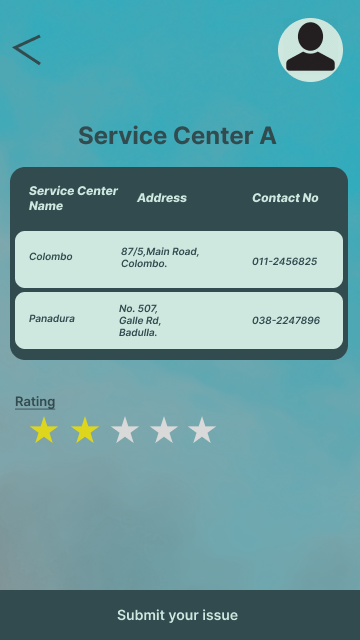 Service Center A
Service Center Name
Address
Contact No
Colombo
87/5,Main Road,
Colombo.
011-2456825
Panadura
No. 507,
Galle Rd,
Badulla.
038-2247896
Rating
Submit your issue